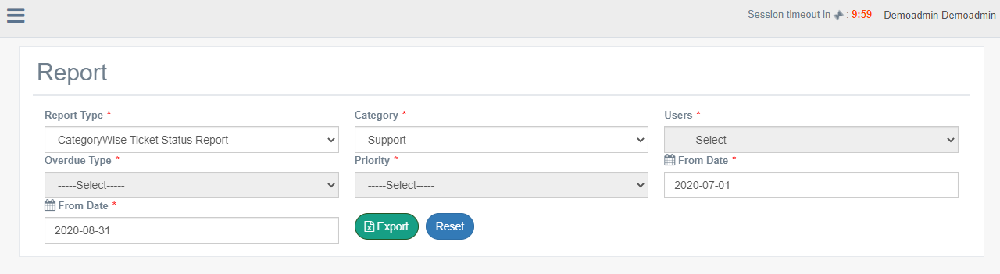 Session timeout in : 9:59 Demoadmin Demoadmin
Report
Report Type * Category * Users *
CategoryWise Ticket Status Report Support -----Select-----
Overdue Type * Priority * From Date *
-----Select----- -----Select----- 2020-07-01
From Date *
2020-08-31 Export Reset